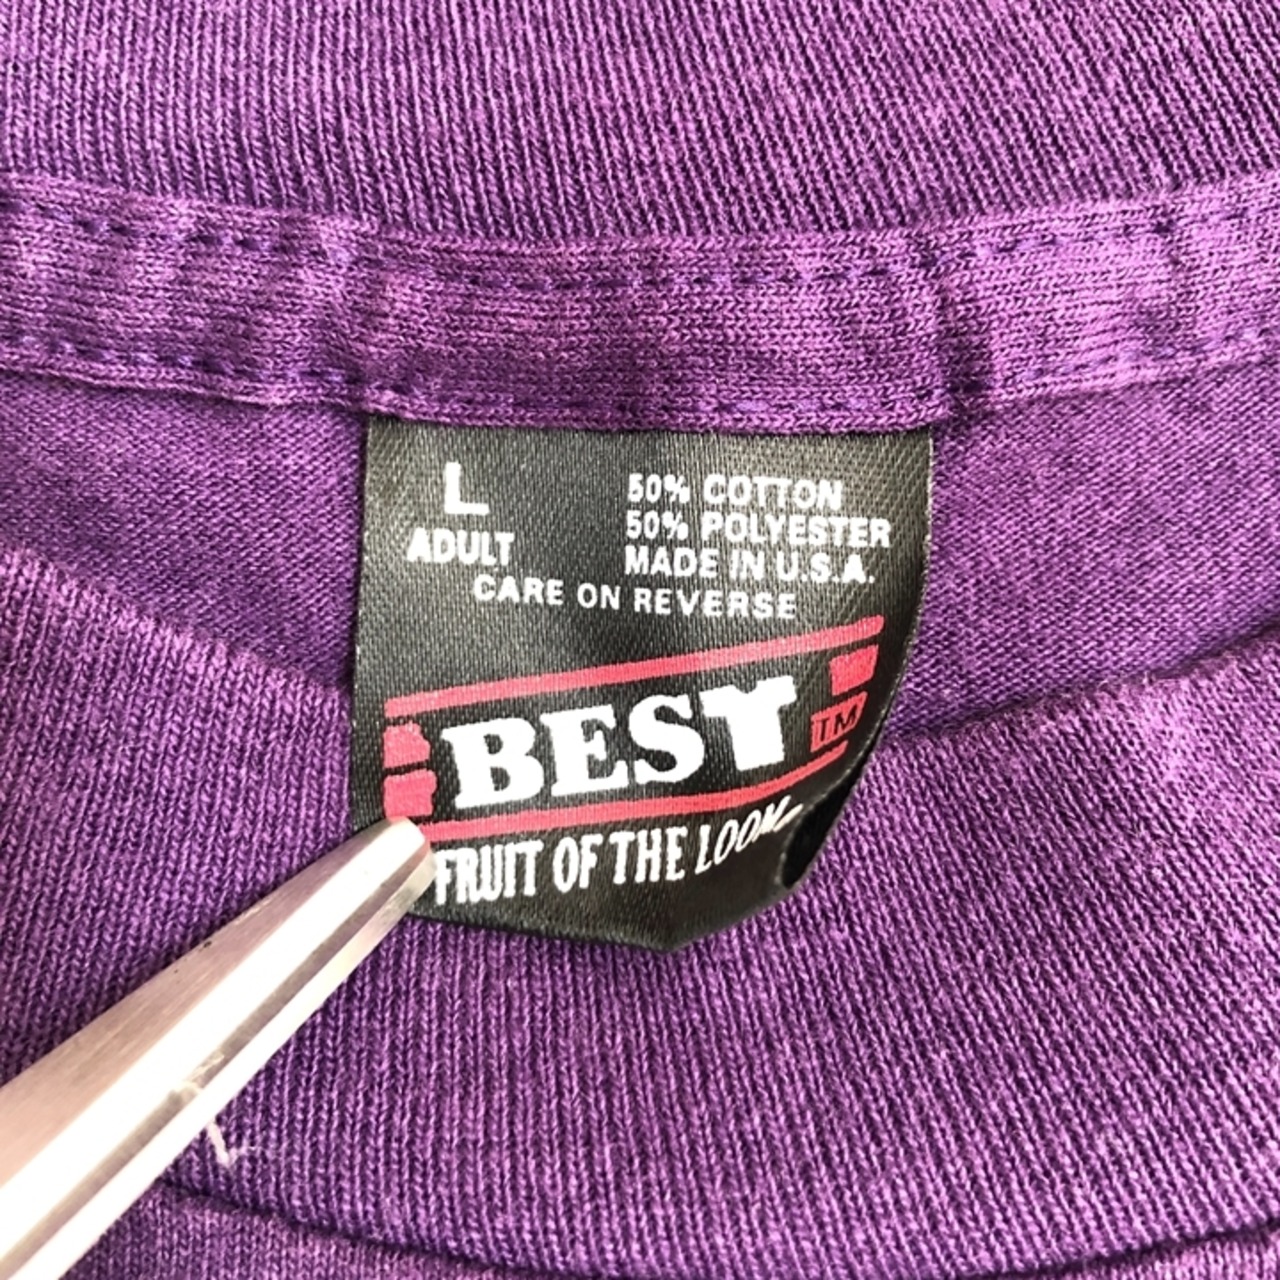 L
ADULT
50% COTTON
50% POLYESTER
MADE IN U.S.A.
CARE ON REVERSE
BEST
TM
FRUIT OF THE LOOM